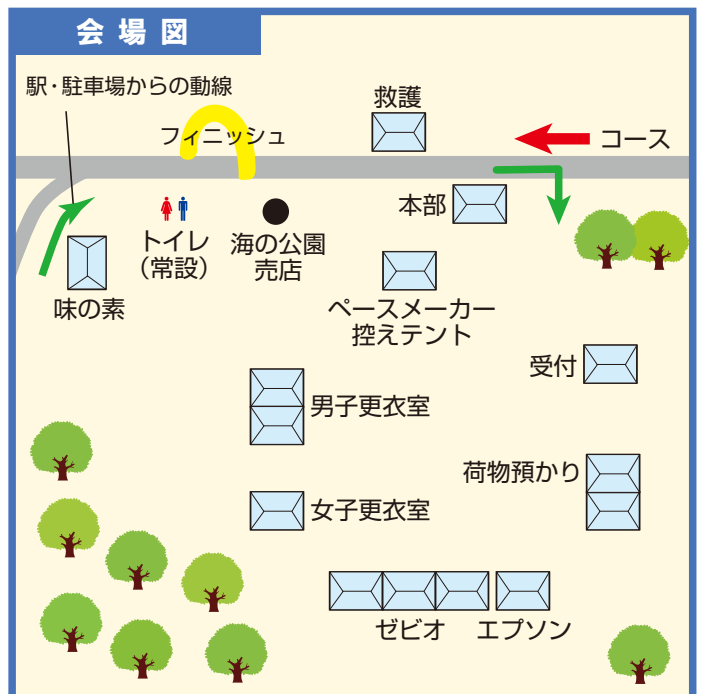 会場図
駅・駐車場からの動線
救護
フィニッシュ
コース
本部
トイレ
（常設）
海の公園
売店
味の素
ペースメーカー
控えテント
受付
男子更衣室
荷物預かり
女子更衣室
ゼビオ
エプソン